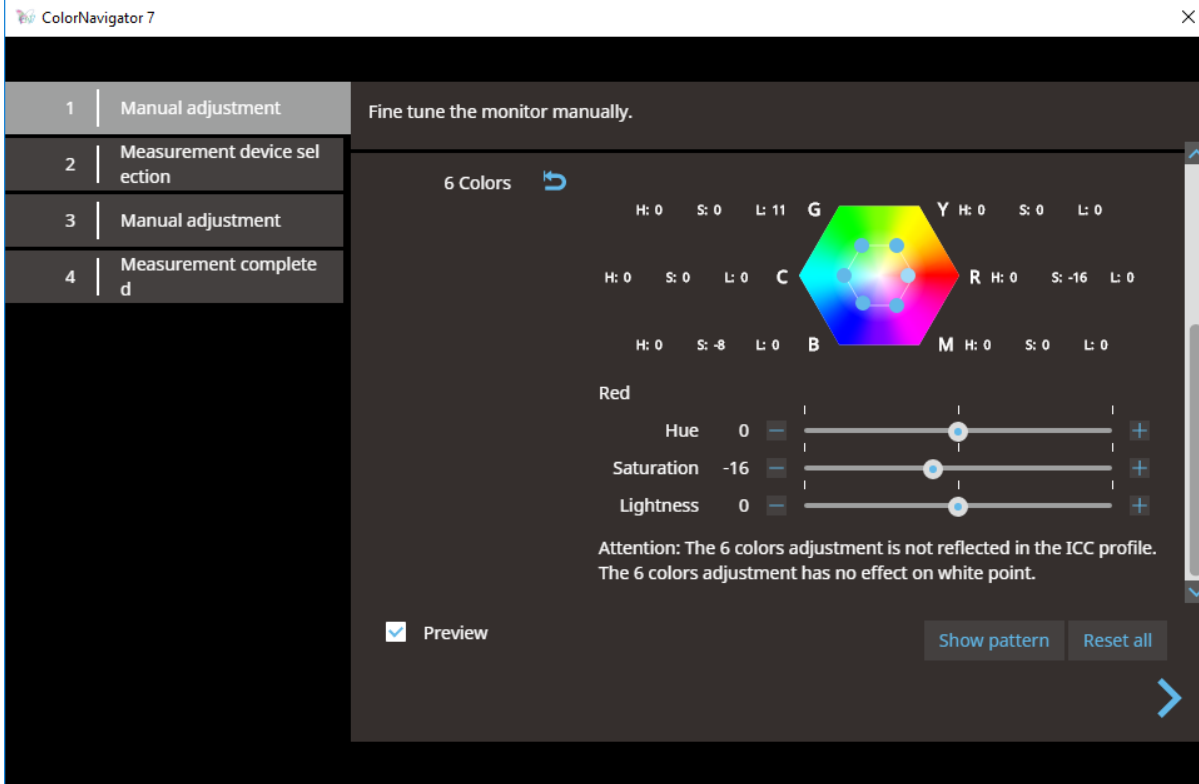 ColorNavigator 7
1 Manual adjustment
2 Measurement device sel
ection
3 Manual adjustment
4 Measurement complete
d
Fine tune the monitor manually.
6 Colors
H: 0 S: 0 L: 11 G Y H: 0 S: 0 L: 0
H: 0 S: 0 L: 0 C R H: 0 S: -16 L: 0
H: 0 S: -8 L: 0 B M H: 0 S: 0 L: 0
Red
Hue 0
Saturation -16
Lightness 0
Attention: The 6 colors adjustment is not reflected in the ICC profile.
The 6 colors adjustment has no effect on white point.
Preview
Show pattern Reset all